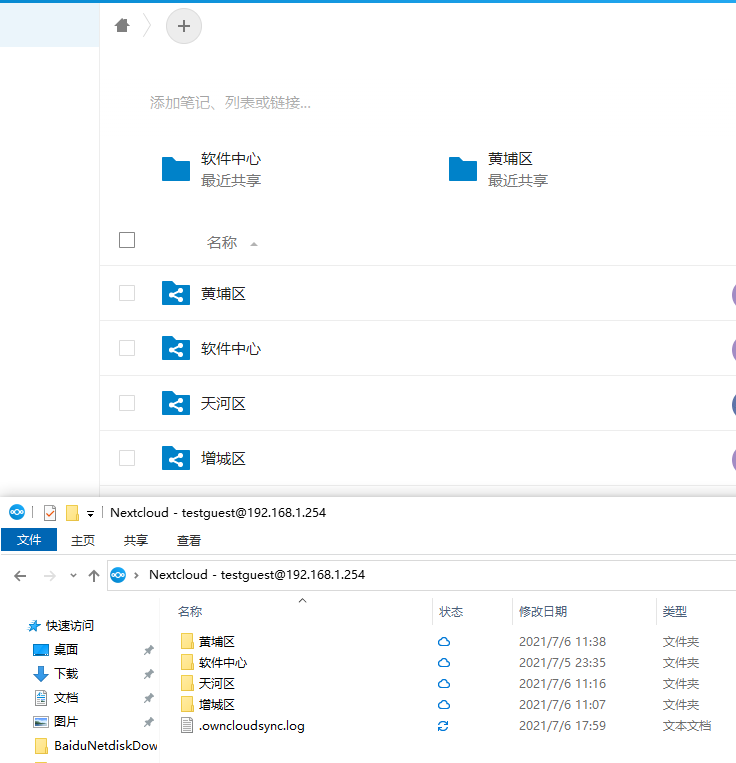 添加笔记、列表或链接...
软件中心
最近共享
黄埔区
最近共享
名称
黄埔区
软件中心
天河区
增城区
Nextcloud - testguest@192.168.1.254
文件 主页 共享 查看
Nextcloud - testguest@192.168.1.254
快速访问
桌面
下载
文档
图片
BaiduNetdiskDow
名称 状态 修改日期 类型
黄埔区 2021/7/6 11:38 文件夹
软件中心 2021/7/5 23:35 文件夹
天河区 2021/7/6 11:16 文件夹
增城区 2021/7/6 11:07 文件夹
.owncloudsync.log 2021/7/6 17:59 文本文档